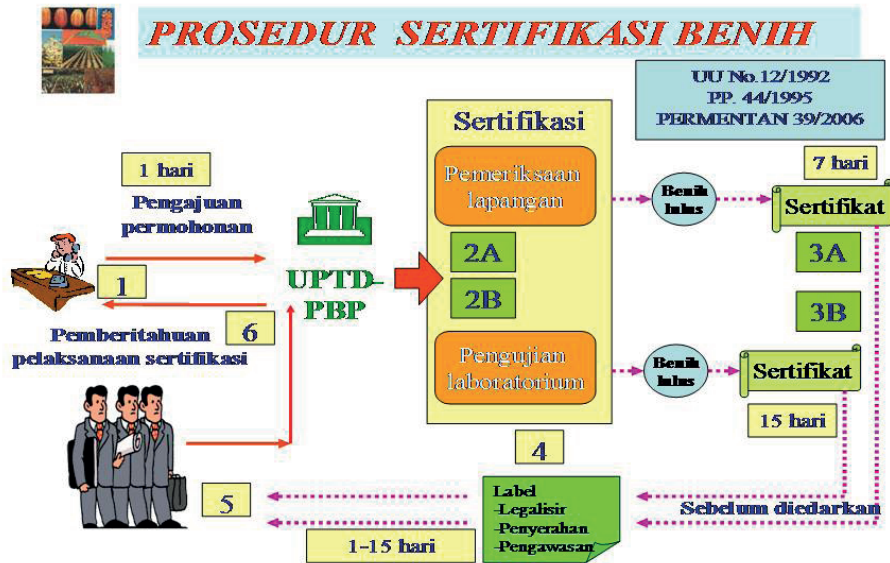 PROSEDUR SERTIFIKASI BENIH
UU No.12/1992
PP. 44/1995
PERMENTAN 39/2006
Sertifikasi
1 hari
Pengajuan
permohonan
Pemeriksaan
lapangan
Benih
lulus
7 hari
Sertifikat
1
UPTD-
PBP
2A
2B
3A
3B
6
Pemberitahuan
pelaksanaan sertifikasi
Pengujian
laboratorium
Benih
lulus
Sertifikat
15 hari
4
5
Label
-Legalisir
-Penyerahan
-Pengawasan
Sebelum diedarkan
1-15 hari